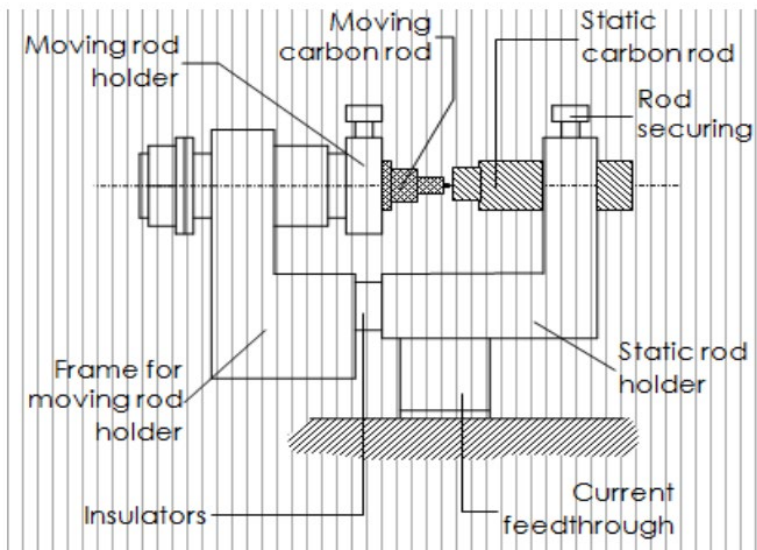 Moving rod
holder
Moving
carbon rod
Static
carbon rod
Rod
securing
Frame for
moving rod
holder
Static rod
holder
Insulators
Current
feedthrough